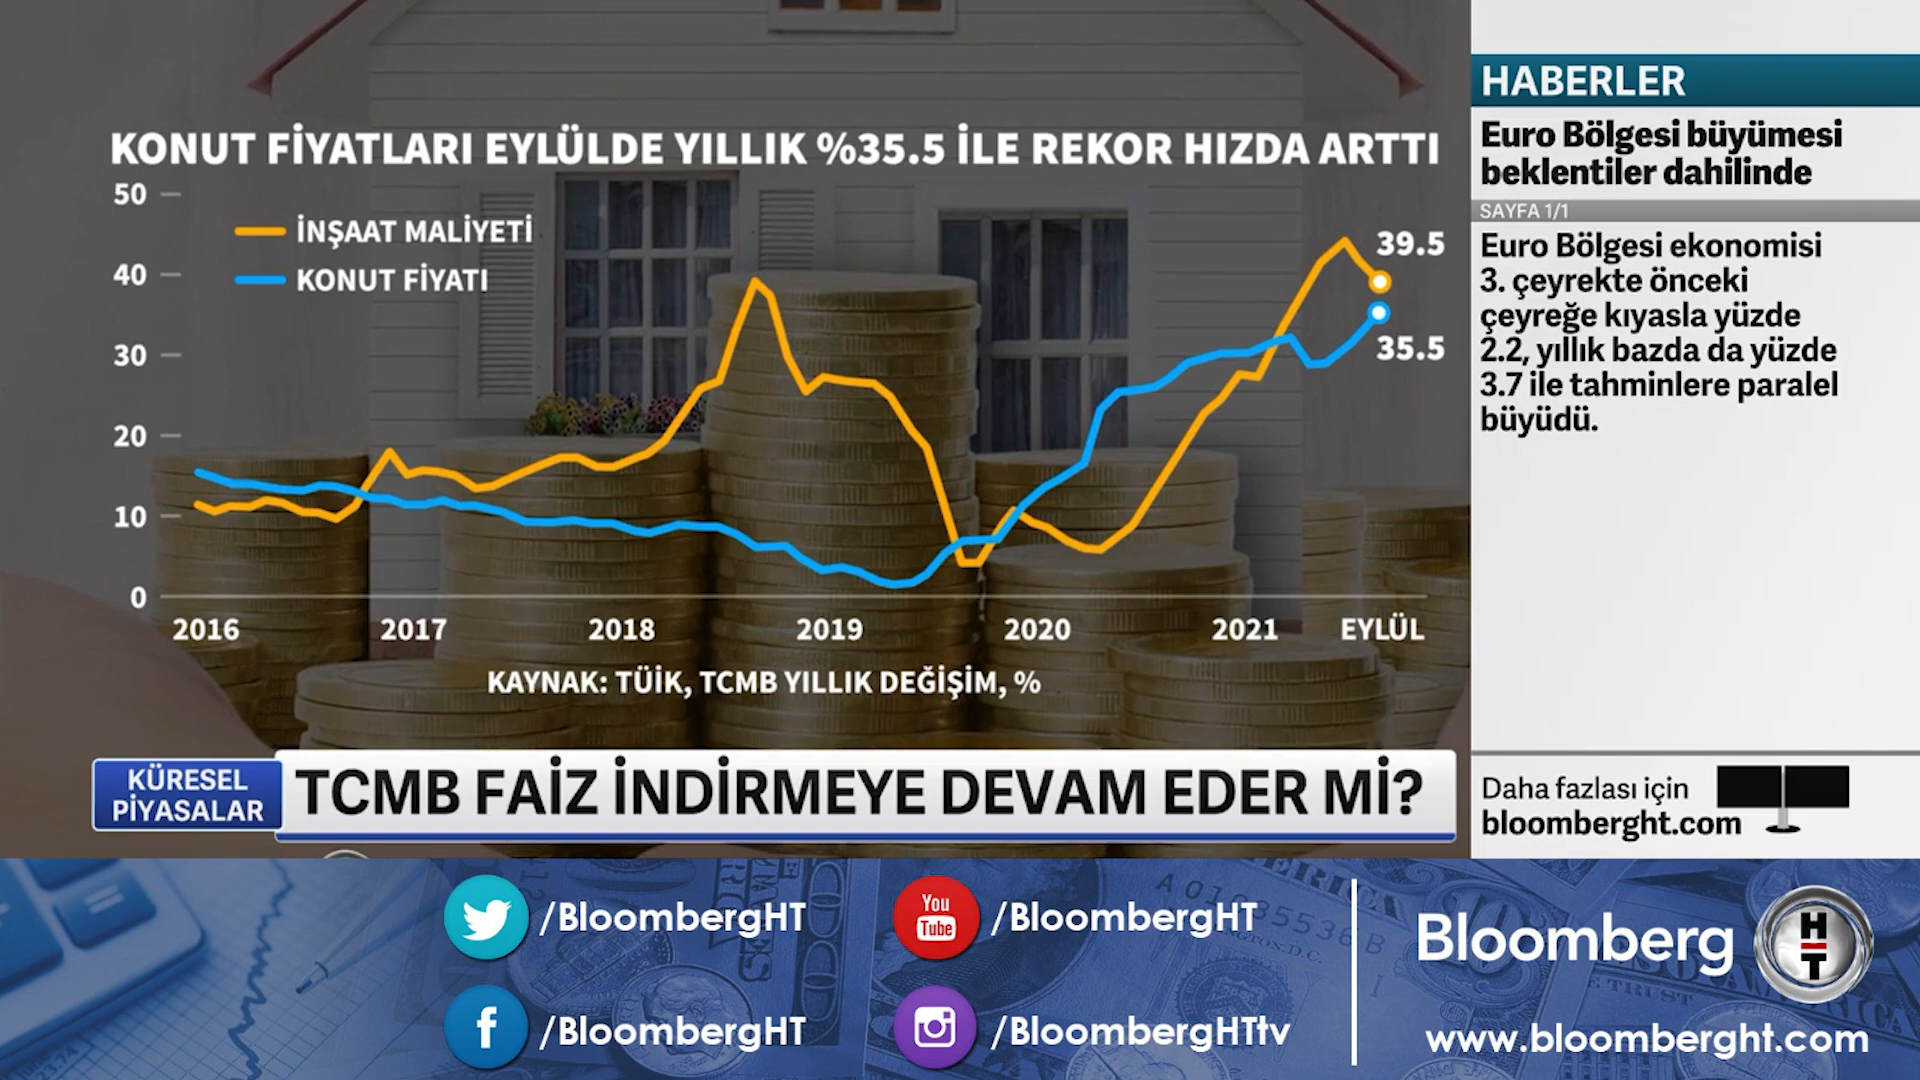 KONUT FİYATLARI EYLÜLDE YILLIK %35.5 İLE REKOR HIZDA ARTTI
50
İNŞAAT MALİYETİ
KONUT FİYATI
40
30
20
10
0
39.5
35.5
2016 2017 2018 2019 2020 2021 EYLÜL
KAYNAK: TÜİK, TCMB YILLIK DEĞİŞİM, %
KÜRESEL
PİYASALAR
TCMB FAİZ İNDİRMEYE DEVAM EDER Mİ?
HABERLER
Euro Bölgesi büyümesi
beklentiler dahilinde
SAYFA 1/1
Euro Bölgesi ekonomisi
3. çeyrekte önceki
çeyreğe kıyasla yüzde
2.2, yıllık bazda da yüzde
3.7 ile tahminlere paralel
büyüdü.
Daha fazlası için
bloomberght.com
/BloombergHT
You
Tube
/BloombergHT
/BloombergHT
/BloombergHTtv
Bloomberg
H
T
www.bloomberght.com